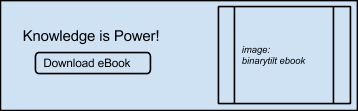 Knowledge is Power!
Download eBook
image:
binarytilt ebook